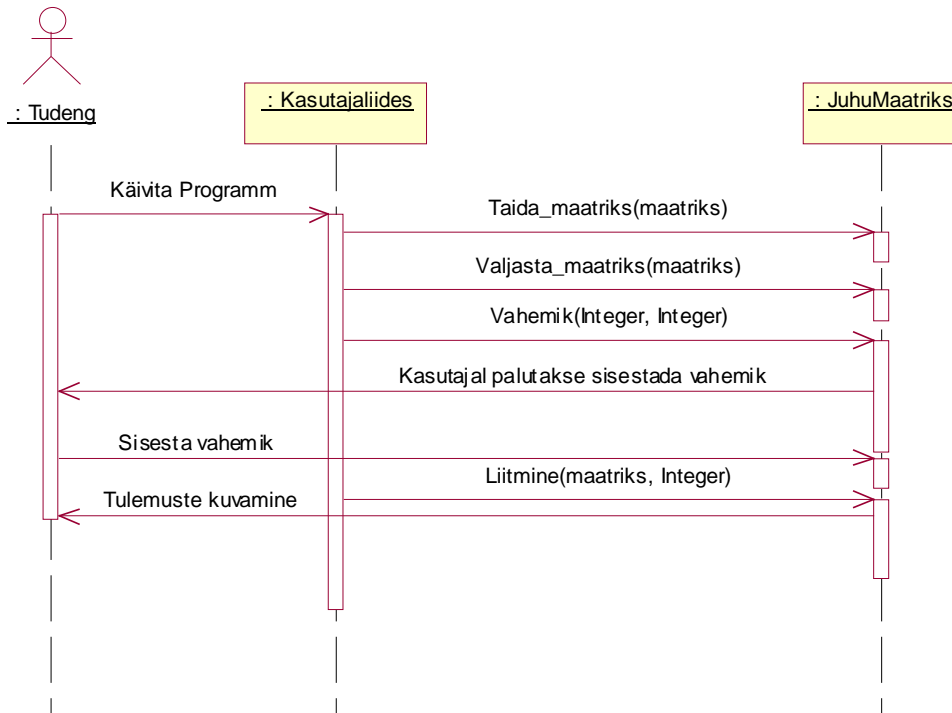 : Tudeng
: Kasutajaliides
: JuhuMaatriks
Käivita Programm
Taida_maatriks(maatriks)
Valjasta_maatriks(maatriks)
Vahemik(Integer, Integer)
Kasutajal palutakse sisestada vahemik
Sisesta vahemik
Liitmine(maatriks, Integer)
Tulemuste kuvamine